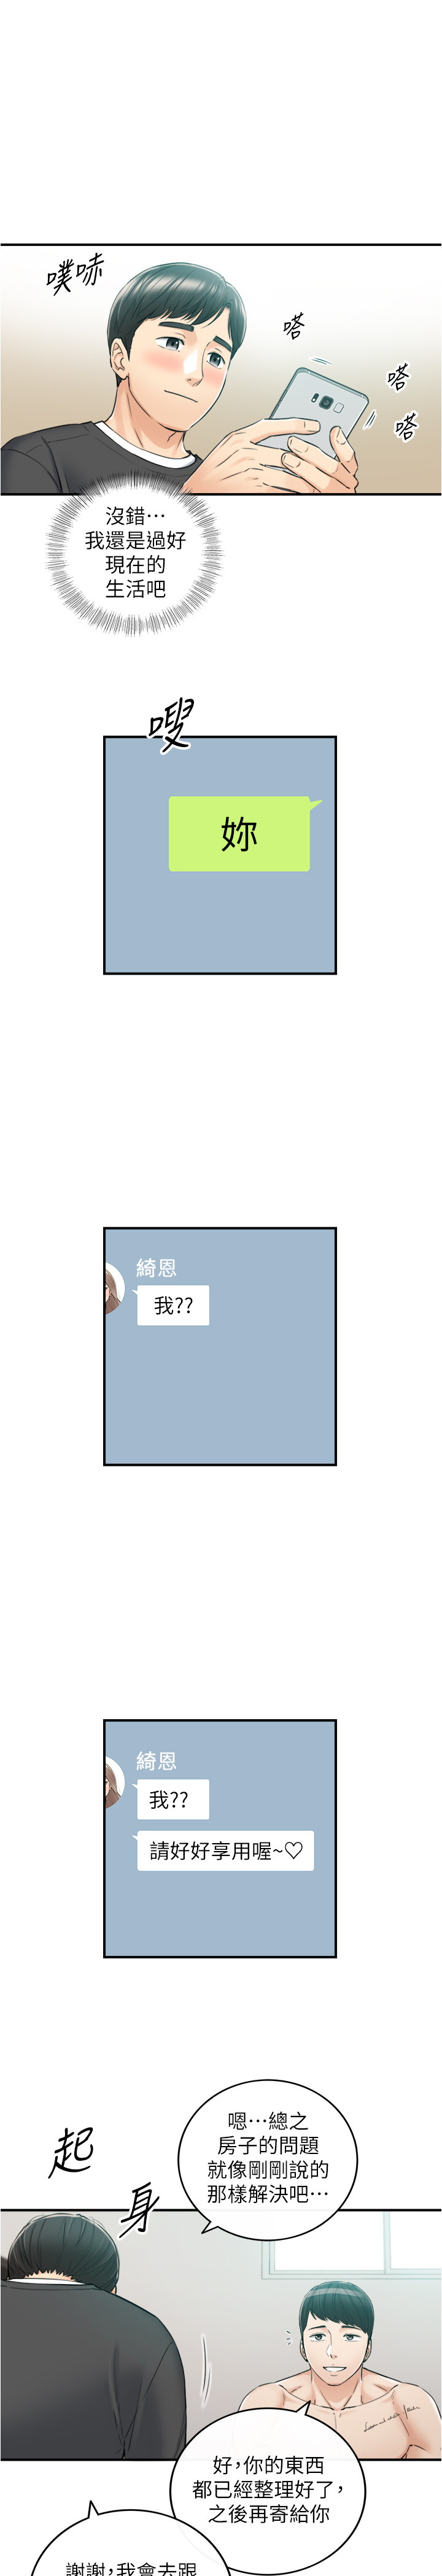 噗哧
嗒
嗒
嗒
沒錯…
我還是過好
現在的
生活吧
嗖
妳
綺恩
我??
綺恩
我??
請好好享用喔~♡
嗯…總之
房子的問題
就像剛剛說的
那樣解決吧…
起
身
好,你的東西
都已經整理好了,
之後再寄給你
謝謝,我會去跟